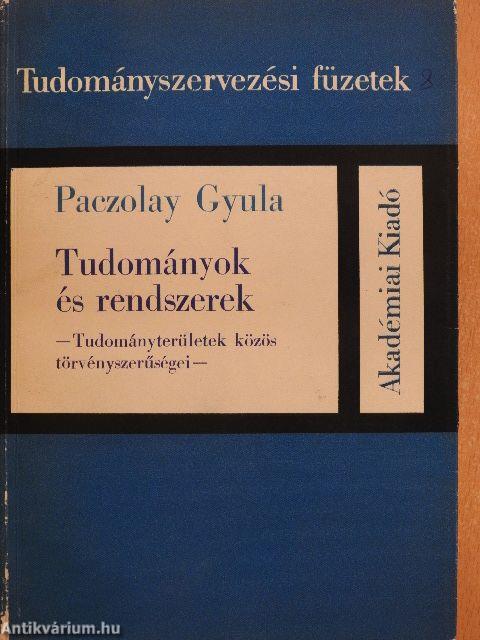 Tudományszervezési füzetek 8
Paczolay Gyula
Tudományok
és rendszerek
—Tudományterületek közös
törvényszerűségei—
Akadémiai Kiadó
Antikvárium.hu